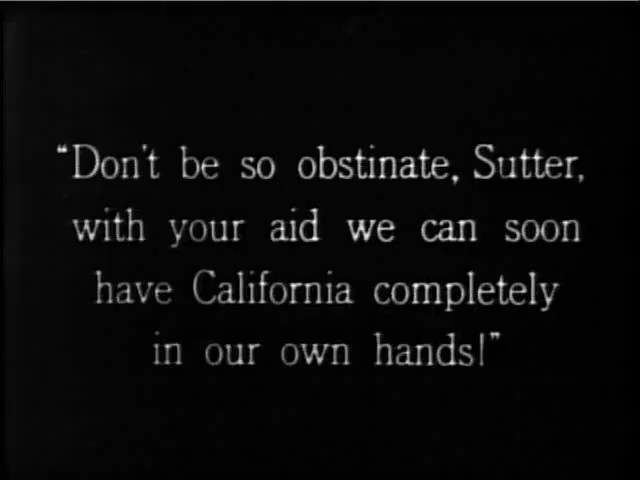 “Don't be so obstinate, Sutter,
with your aid we can soon
have California completely
in our own hands!”